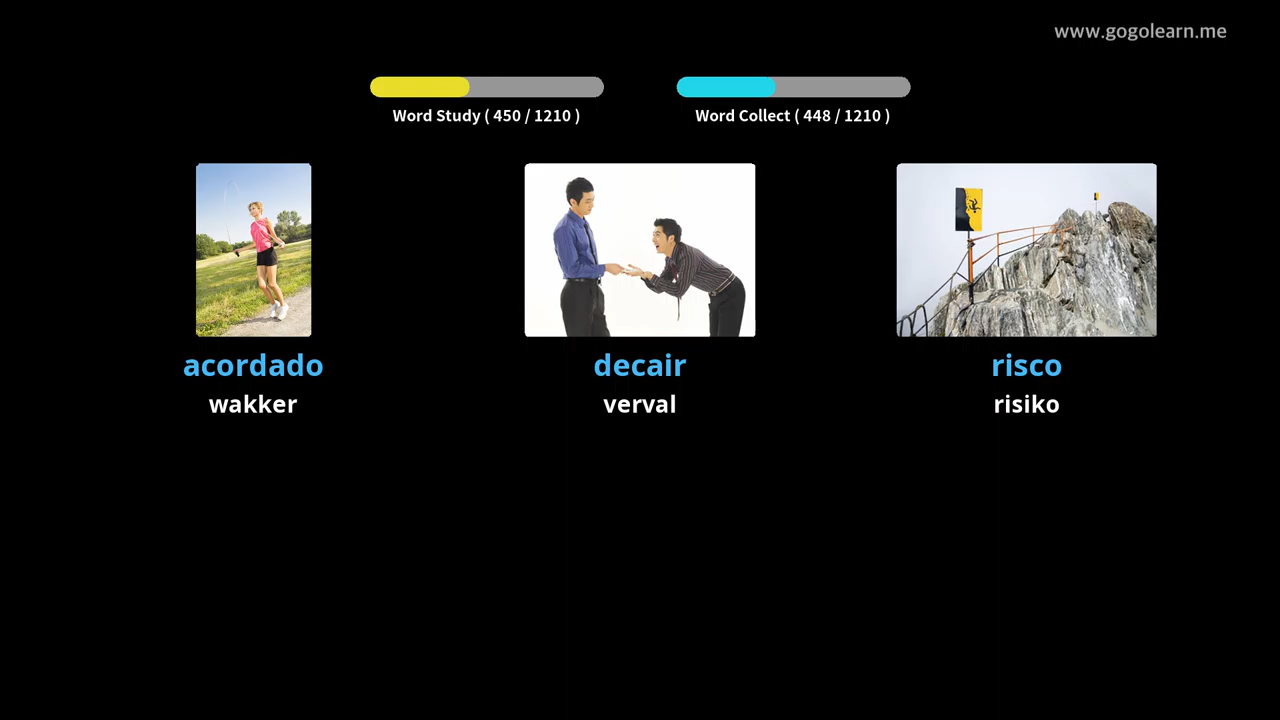 www.gogolearn.me
Word Study ( 450 / 1210 )
Word Collect ( 448 / 1210 )
acordado
wakker
decair
verval
risco
risiko